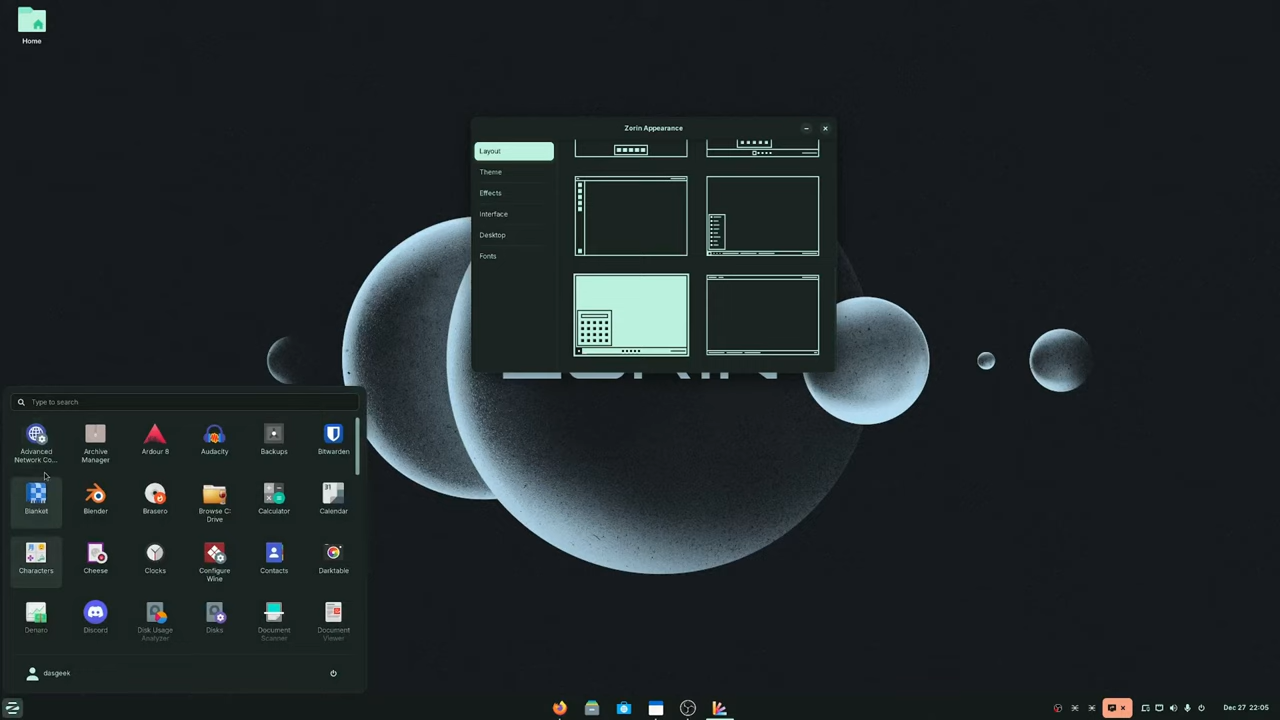 Home
Zorin Appearance
Layout
Theme
Effects
Interface
Desktop
Fonts
Type to search
Advanced
Network Co...
Archive
Manager
Ardour 8
Audacity
Backups
Bitwarden
Blanket
Blender
Brasero
Browse C:
Drive
Calculator
31
Calendar
Characters
Cheese
Clocks
Configure
Wine
Contacts
Darktable
Denaro
Discord
Disk Usage
Analyzer
Disks
Document
Scanner
Document
Viewer
dasgeek
Dec 27 22:05